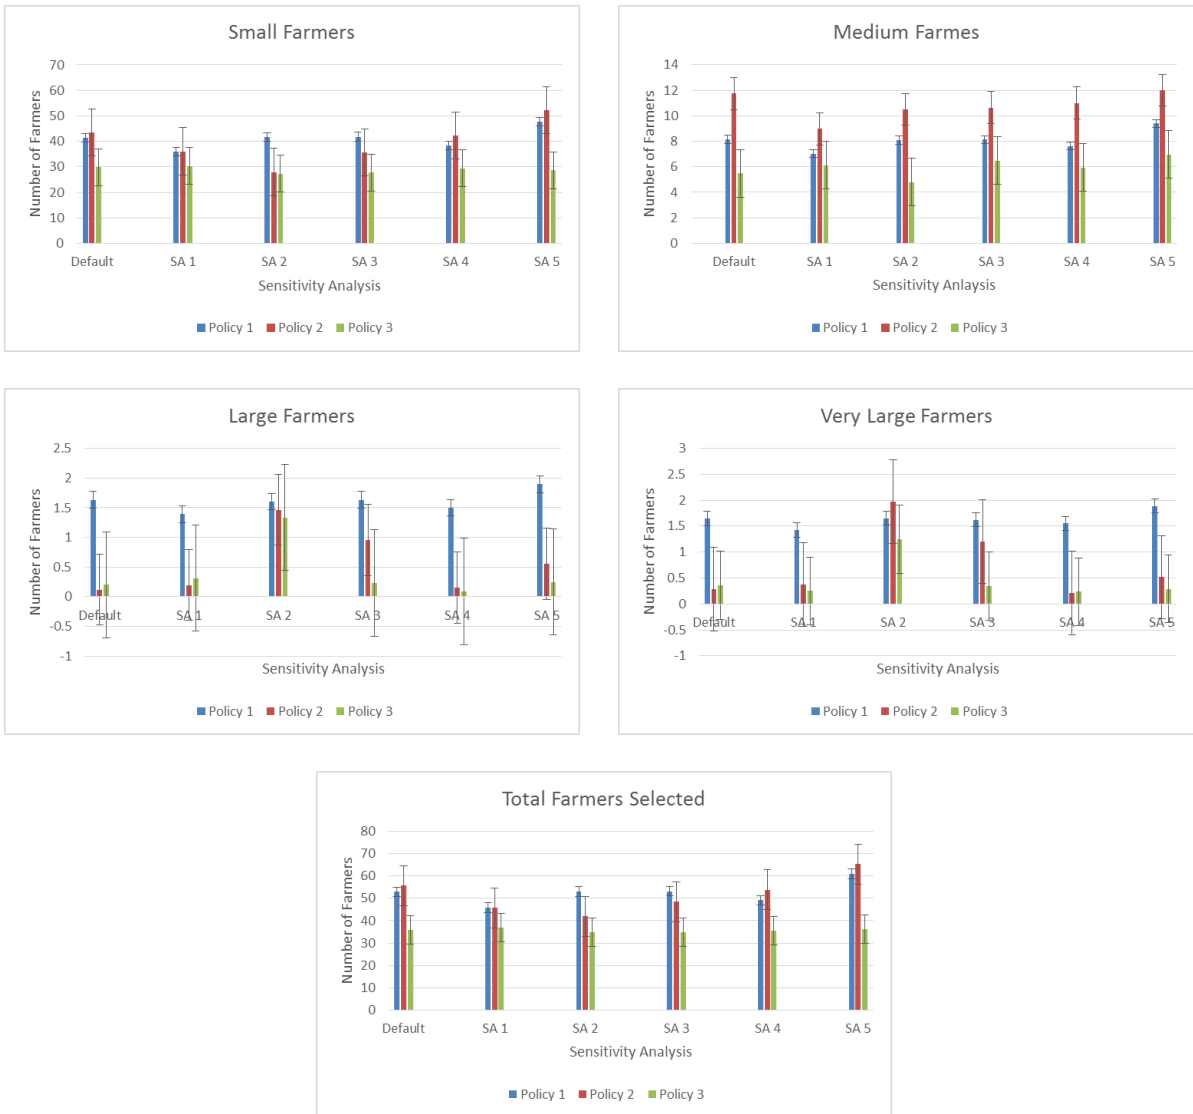 Small Farmers
70
60
50
40
30
20
10
0
Number of Farmers
Default SA 1 SA 2 SA 3 SA 4 SA 5
Sensitivity Analysis
Policy 1 Policy 2 Policy 3
Medium Farmes
14
12
10
8
6
4
2
0
Number of Farmers
Default SA 1 SA 2 SA 3 SA 4 SA 5
Sensitivity Anlaysis
Policy 1 Policy 2 Policy 3
Large Farmers
2.5
2
1.5
1
0.5
0
-0.5
-1
Number of Farmers
Default SA 1 SA 2 SA 3 SA 4 SA 5
Sensitivity Analysis
Policy 1 Policy 2 Policy 3
Very Large Farmers
3
2.5
2
1.5
1
0.5
0
-0.5
-1
Number of Farmers
Default SA 1 SA 2 SA 3 SA 4 SA 5
Sensitivity Analysis
Policy 1 Policy 2 Policy 3
Total Farmers Selected
80
70
60
50
40
30
20
10
0
Number of Farmers
Default SA 1 SA 2 SA 3 SA 4 SA 5
Sensitivity Analysis
Policy 1 Policy 2 Policy 3